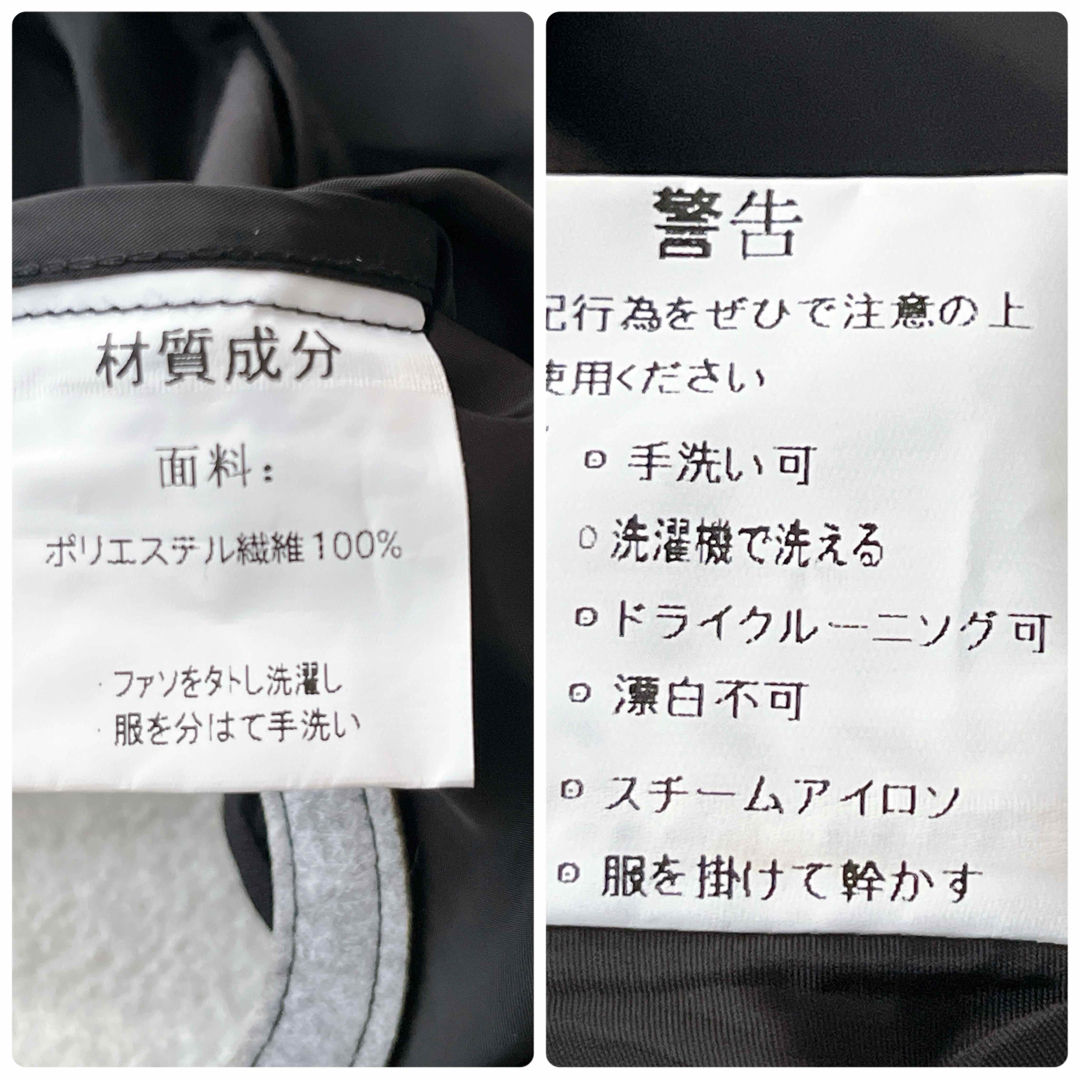 材質成分
面料：
ポリエステル繊維100%
ファソをタトし洗濯し
服を分はて手洗い
警告
記行為をぜひで注意の上
使用ください
手洗い可
洗濯機で洗える
ドライクルーニソグ可
漂白不可
スチームアイロソ
服を掛けて幹かす